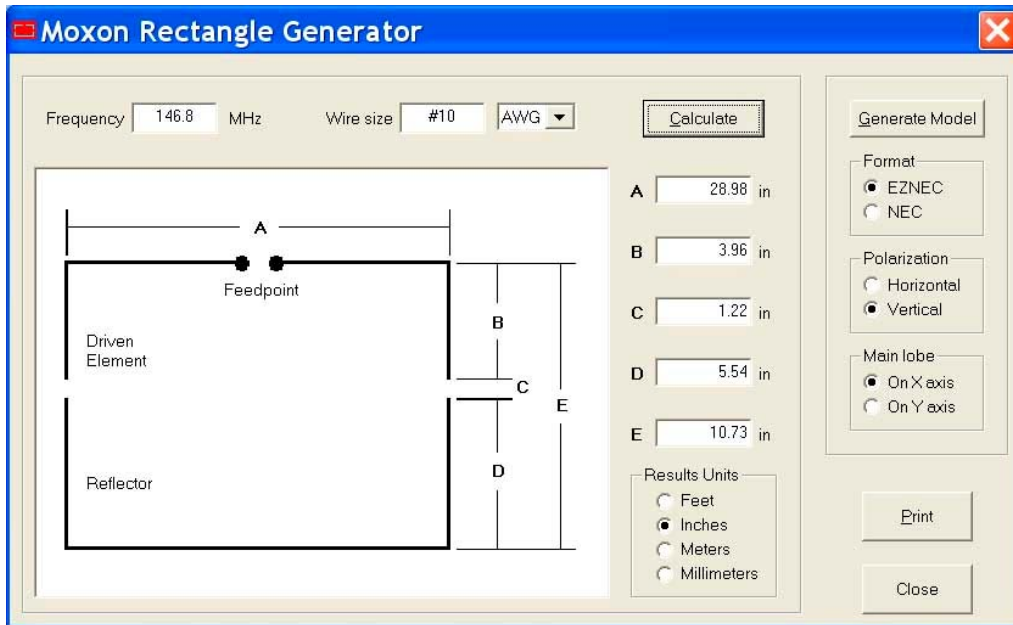 Moxon Rectangle Generator
Frequency 146.8 MHz Wire size #10 AWG Calculate
A 28.98 in
B 3.96 in
C 1.22 in
D 5.54 in
E 10.73 in
A
Feedpoint
Driven
Element
Reflector
B
C
D
E
Results Units
Feet
Inches
Meters
Millimeters
Generate Model
Format
EZNEC
NEC
Polarization
Horizontal
Vertical
Main lobe
On X axis
On Y axis
Print
Close